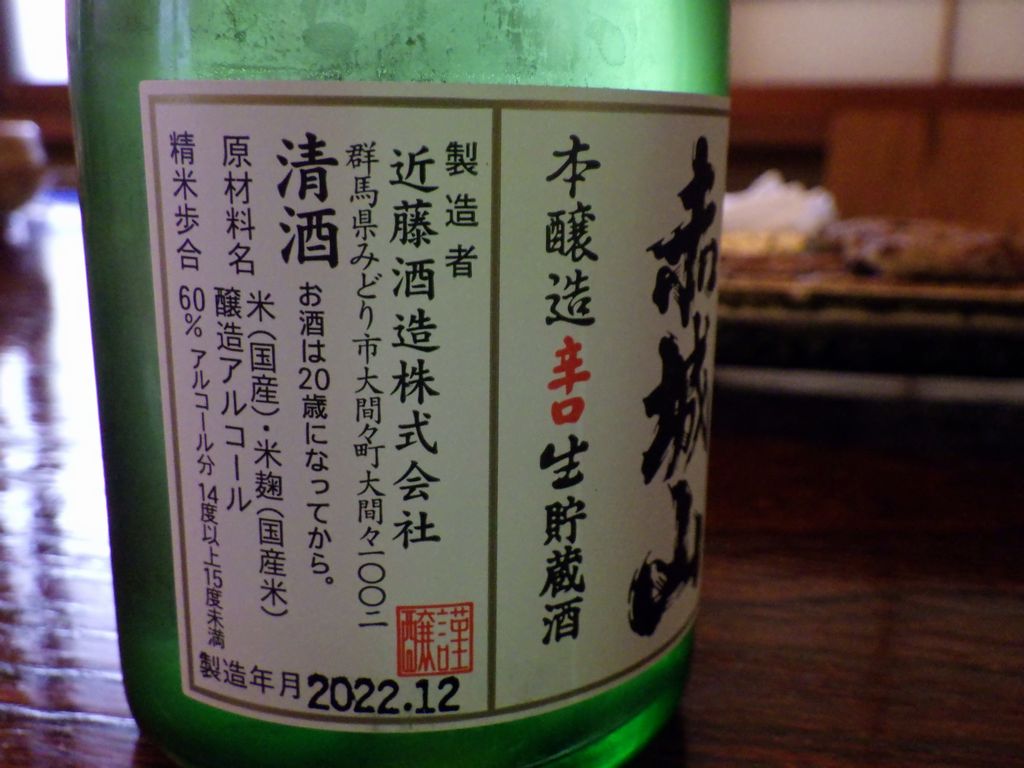 赤城山
本醸造 辛口 生貯蔵酒
製造者
近藤酒造株式会社
群馬県みどり市大間々町大間々一〇〇二
謹醸
清酒 お酒は20歳になってから。
原材料名 米(国産)・米麹(国産米)
醸造アルコール
精米歩合 60% アルコール分 14度以上15度未満
製造年月 2022.12